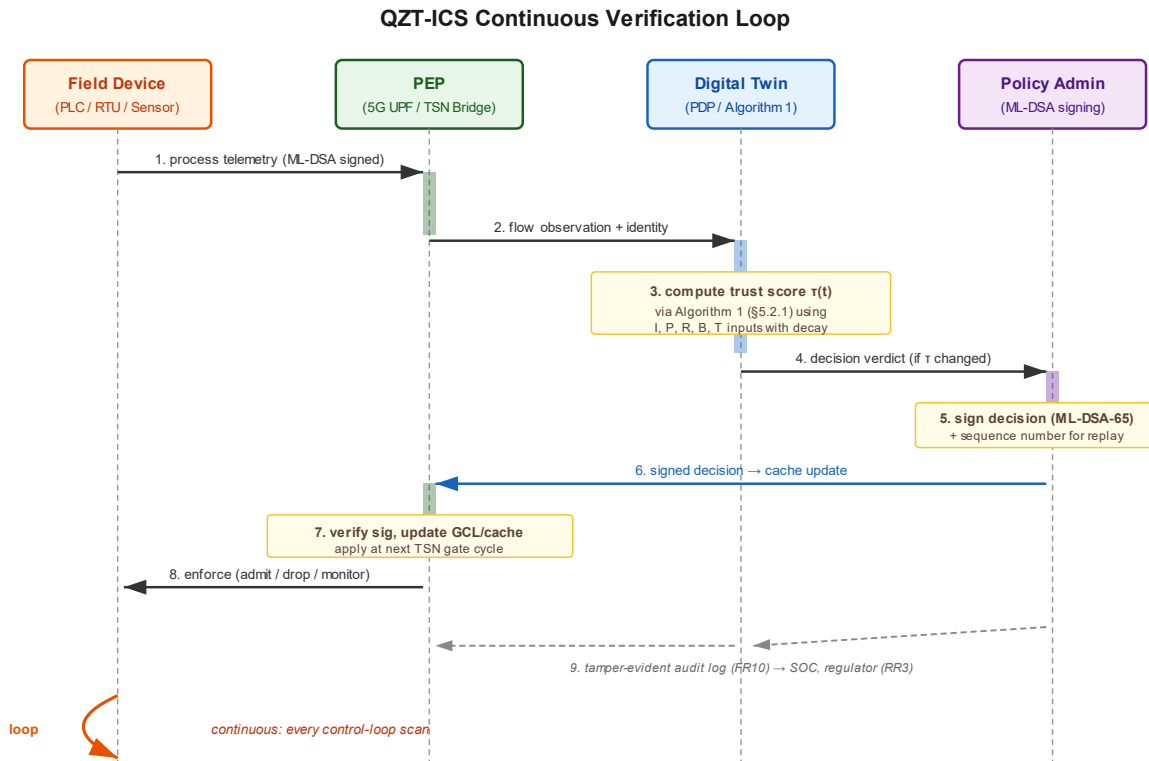 QZT-ICS Continuous Verification Loop
Field Device
(PLC / RTU / Sensor)
PEP
(5G UPF / TSN Bridge)
Digital Twin
(PDP / Algorithm 1)
Policy Admin
(ML-DSA signing)
1. process telemetry (ML-DSA signed)
2. flow observation + identity
3. compute trust score τ(t)
via Algorithm 1 (§5.2.1) using
I, P, R, B, T inputs with decay
4. decision verdict (if τ changed)
5. sign decision (ML-DSA-65)
+ sequence number for replay
6. signed decision → cache update
7. verify sig, update GCL/cache
apply at next TSN gate cycle
8. enforce (admit / drop / monitor)
9. tamper-evident audit log (FR10) → SOC, regulator (RR3)
loop
continuous: every control-loop scan